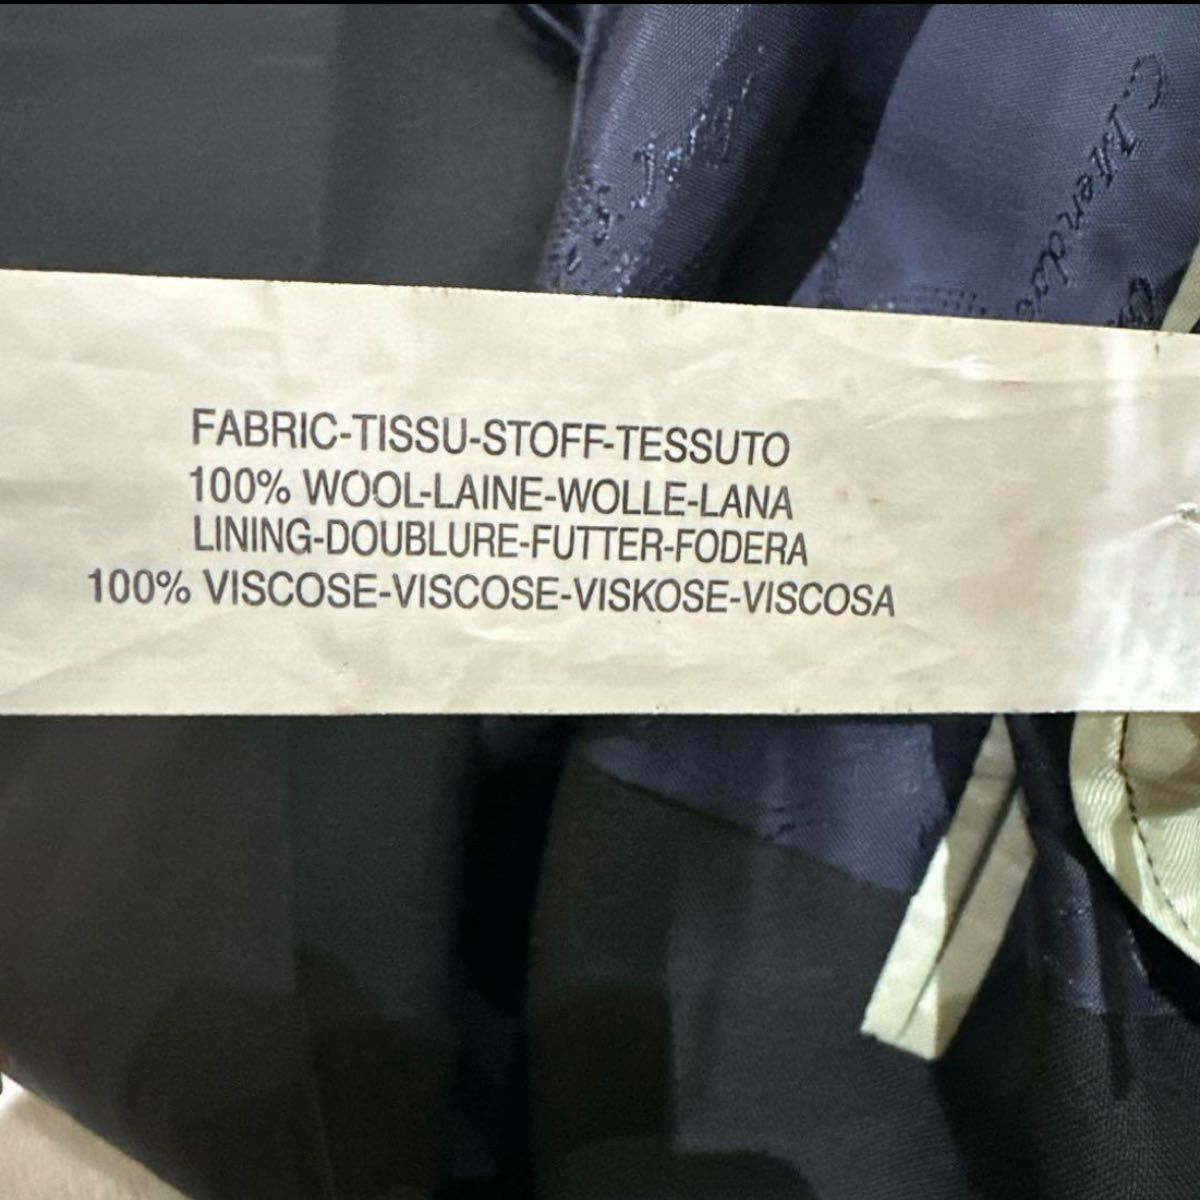 FABRIC-TISSU-STOFF-TESSUTO
100% WOOL-LAINE-WOLLE-LANA
LINING-DOUBLURE-FUTTER-FODERA
100% VISCOSE-VISCOSE-VISKOSE-VISCOSA